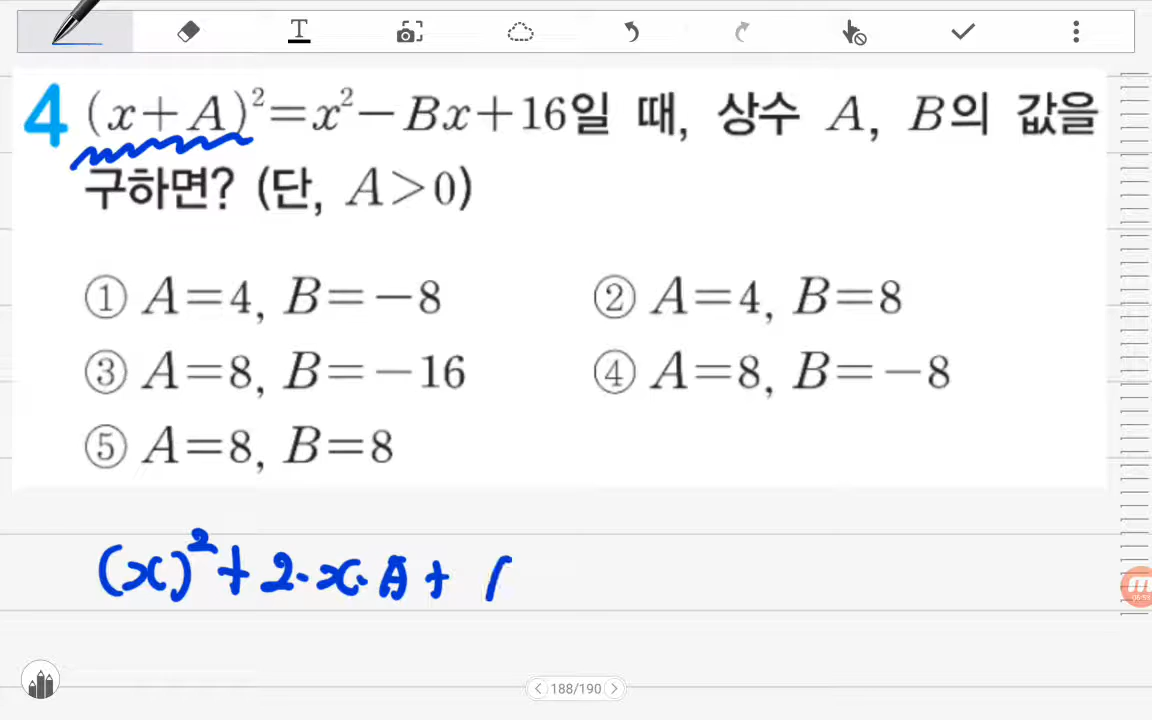 T
4 (x+A)²=x²−Bx+16일 때, 상수 A, B의 값을
구하면? (단, A>0)
① A=4, B=−8 ② A=4, B=8
③ A=8, B=−16 ④ A=8, B=−8
⑤ A=8, B=8
(x)²+2·x·A+(
188/190